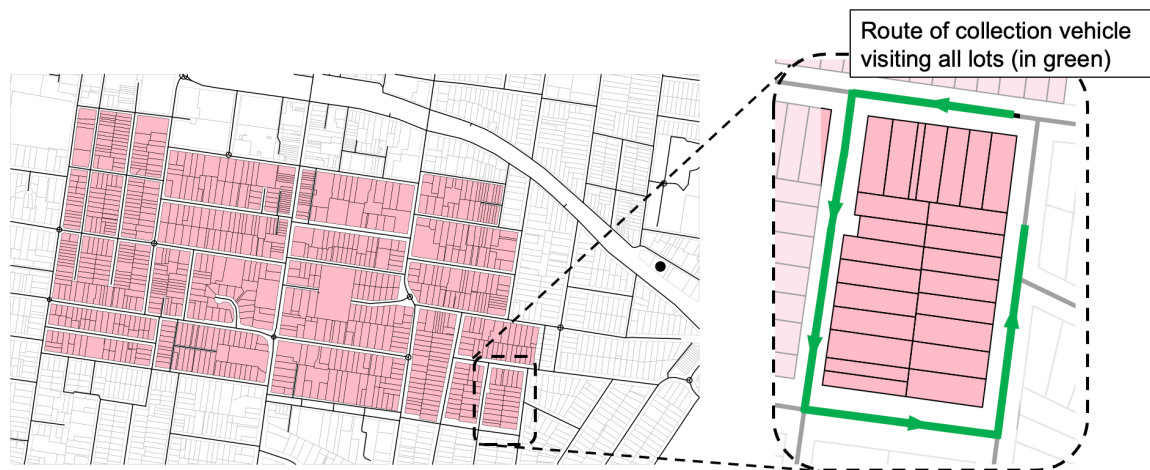 Route of collection vehicle
visiting all lots (in green)